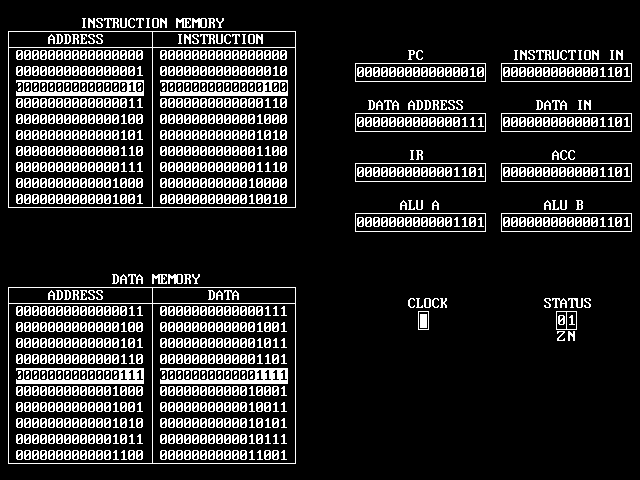 INSTRUCTION MEMORY
ADDRESS INSTRUCTION
0000000000000000 0000000000000000
0000000000000001 0000000000000010
0000000000000010 0000000000000100
0000000000000011 0000000000000110
0000000000000100 0000000000001000
0000000000000101 0000000000001010
0000000000000110 0000000000001100
0000000000000111 0000000000001110
0000000000001000 0000000000010000
0000000000001001 0000000000010010
PC INSTRUCTION IN
0000000000000010 0000000000001101
DATA ADDRESS DATA IN
0000000000000111 0000000000001101
IR ACC
0000000000001101 0000000000001101
ALU A ALU B
0000000000001101 0000000000001101
DATA MEMORY
ADDRESS DATA
0000000000000011 0000000000000111
0000000000000100 0000000000001001
0000000000000101 0000000000001011
0000000000000110 0000000000001101
0000000000000111 0000000000001111
0000000000001000 0000000000010001
0000000000001001 0000000000010011
0000000000001010 0000000000010101
0000000000001011 0000000000010111
0000000000001100 0000000000011001
CLOCK STATUS
01
ZN